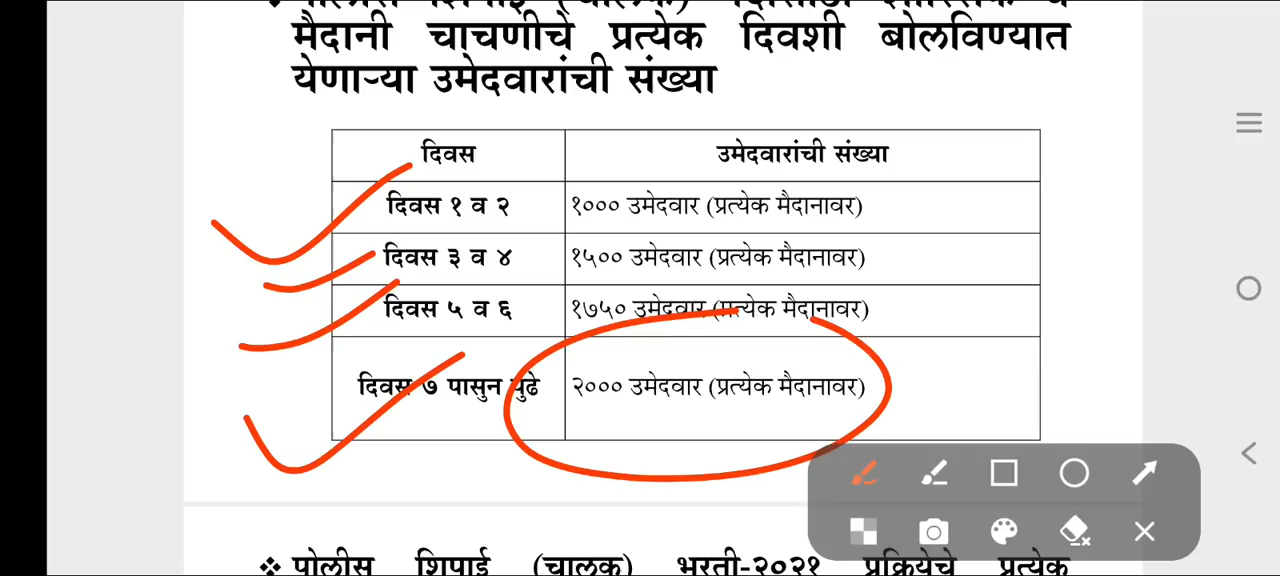 पोलीस शिपाई (चालक)
मैदानी चाचणीचे प्रत्येक दिवशी बोलविण्यात
येणाऱ्या उमेदवारांची संख्या
दिवस उमेदवारांची संख्या
दिवस १ व २ १००० उमेदवार (प्रत्येक मैदानावर)
दिवस ३ व ४ १५०० उमेदवार (प्रत्येक मैदानावर)
दिवस ५ व ६ १७५० उमेदवार (प्रत्येक मैदानावर)
दिवस ७ पासुन पुढे २००० उमेदवार (प्रत्येक मैदानावर)
❖ पोलीस शिपाई (चालक) भरती-२०२१ प्रक्रियेचे प्रत्येक